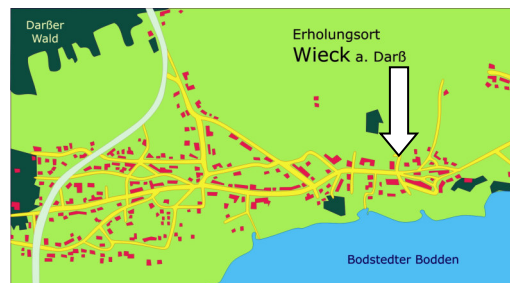 Darßer
Wald
Erholungsort
Wieck a. Darß
Bodstedter Bodden